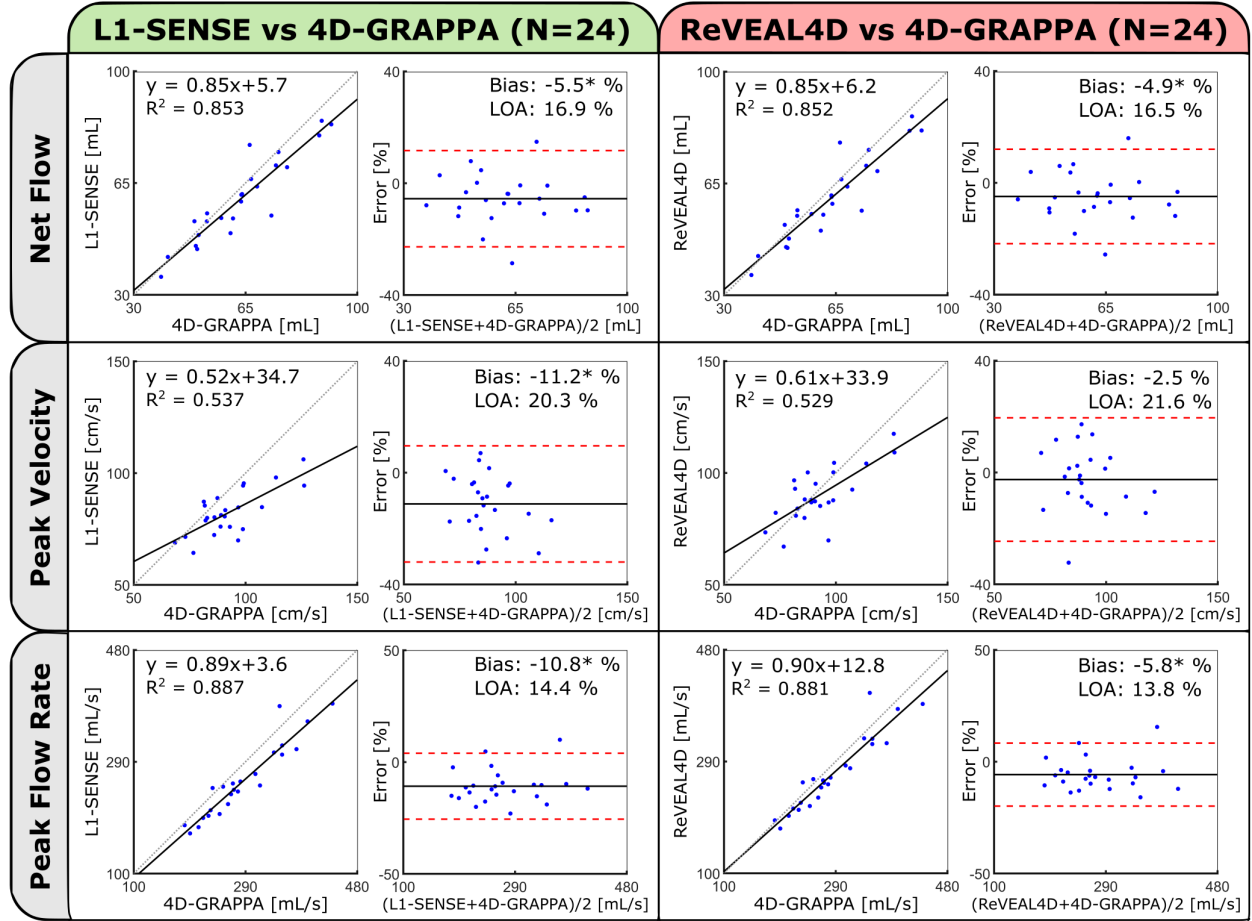 L1-SENSE vs 4D-GRAPPA (N=24)
ReVEAL4D vs 4D-GRAPPA (N=24)
Net Flow
y = 0.85x+5.7
R² = 0.853
100
65
30
L1-SENSE [mL]
30 65 100
4D-GRAPPA [mL]
Bias: -5.5* %
LOA: 16.9 %
40
0
-40
Error [%]
30 65 100
(L1-SENSE+4D-GRAPPA)/2 [mL]
y = 0.85x+6.2
R² = 0.852
100
65
30
ReVEAL4D [mL]
30 65 100
4D-GRAPPA [mL]
Bias: -4.9* %
LOA: 16.5 %
40
0
-40
Error [%]
30 65 100
(ReVEAL4D+4D-GRAPPA)/2 [mL]
Peak Velocity
y = 0.52x+34.7
R² = 0.537
150
100
50
L1-SENSE [cm/s]
50 100 150
4D-GRAPPA [cm/s]
Bias: -11.2* %
LOA: 20.3 %
40
0
-40
Error [%]
50 100 150
(L1-SENSE+4D-GRAPPA)/2 [cm/s]
y = 0.61x+33.9
R² = 0.529
150
100
50
ReVEAL4D [cm/s]
50 100 150
4D-GRAPPA [cm/s]
Bias: -2.5 %
LOA: 21.6 %
40
0
-40
Error [%]
50 100 150
(ReVEAL4D+4D-GRAPPA)/2 [cm/s]
Peak Flow Rate
y = 0.89x+3.6
R² = 0.887
480
290
100
L1-SENSE [mL/s]
100 290 480
4D-GRAPPA [mL/s]
Bias: -10.8* %
LOA: 14.4 %
50
0
-50
Error [%]
100 290 480
(L1-SENSE+4D-GRAPPA)/2 [mL/s]
y = 0.90x+12.8
R² = 0.881
480
290
100
ReVEAL4D [mL/s]
100 290 480
4D-GRAPPA [mL/s]
Bias: -5.8* %
LOA: 13.8 %
50
0
-50
Error [%]
100 290 480
(ReVEAL4D+4D-GRAPPA)/2 [mL/s]